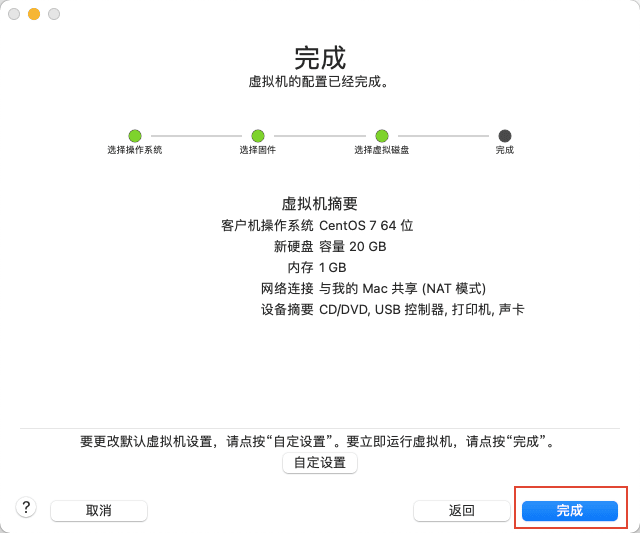 完成
虚拟机的配置已经完成。
选择操作系统 选择固件 选择虚拟磁盘 完成
虚拟机摘要
客户机操作系统 CentOS 7 64 位
新硬盘 容量 20 GB
内存 1 GB
网络连接 与我的 Mac 共享 (NAT 模式)
设备摘要 CD/DVD, USB 控制器, 打印机, 声卡
要更改默认虚拟机设置，请点按“自定设置”。要立即运行虚拟机，请点按“完成”。
自定设置
? 取消 返回 完成